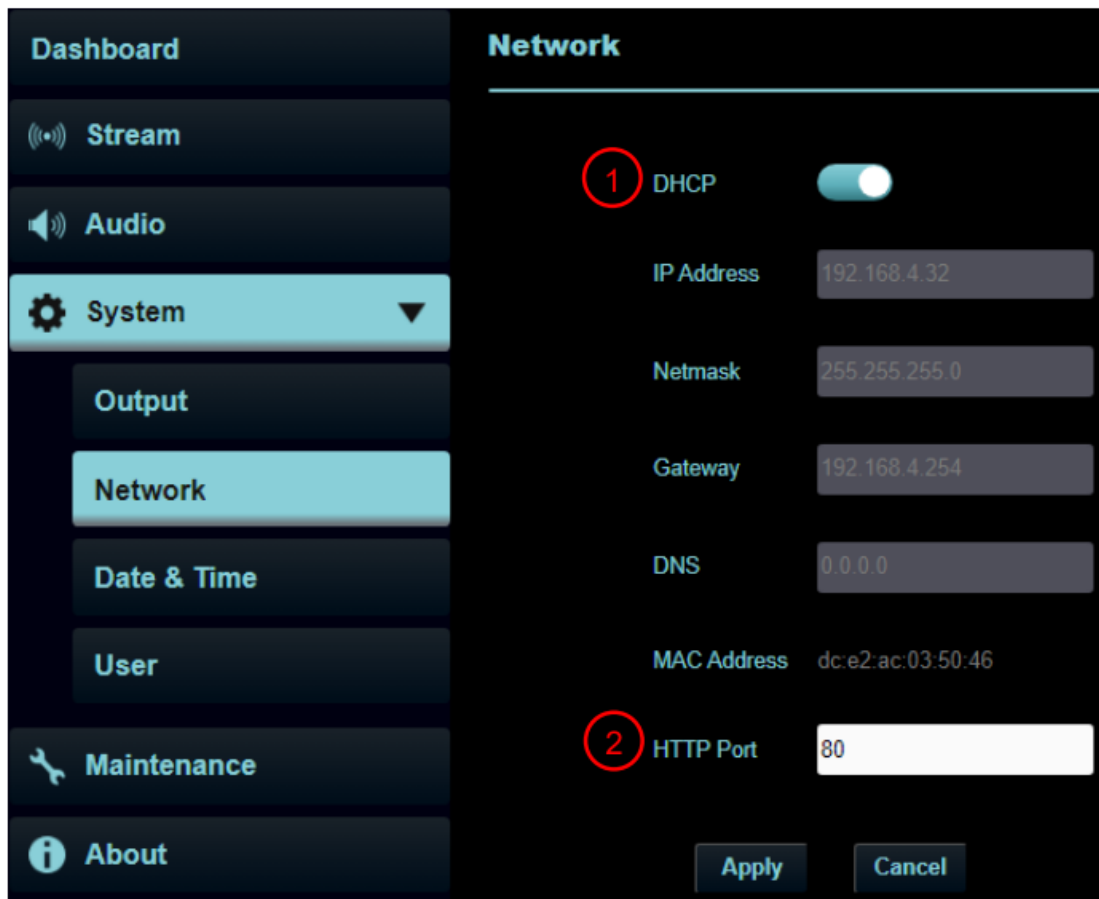 Dashboard
Stream
Audio
System
Output
Network
Date & Time
User
Maintenance
About
Network
1 DHCP
IP Address 192.168.4.32
Netmask 255.255.255.0
Gateway 192.168.4.254
DNS 0.0.0.0
MAC Address dc:e2:ac:03:50:46
2 HTTP Port 80
Apply Cancel